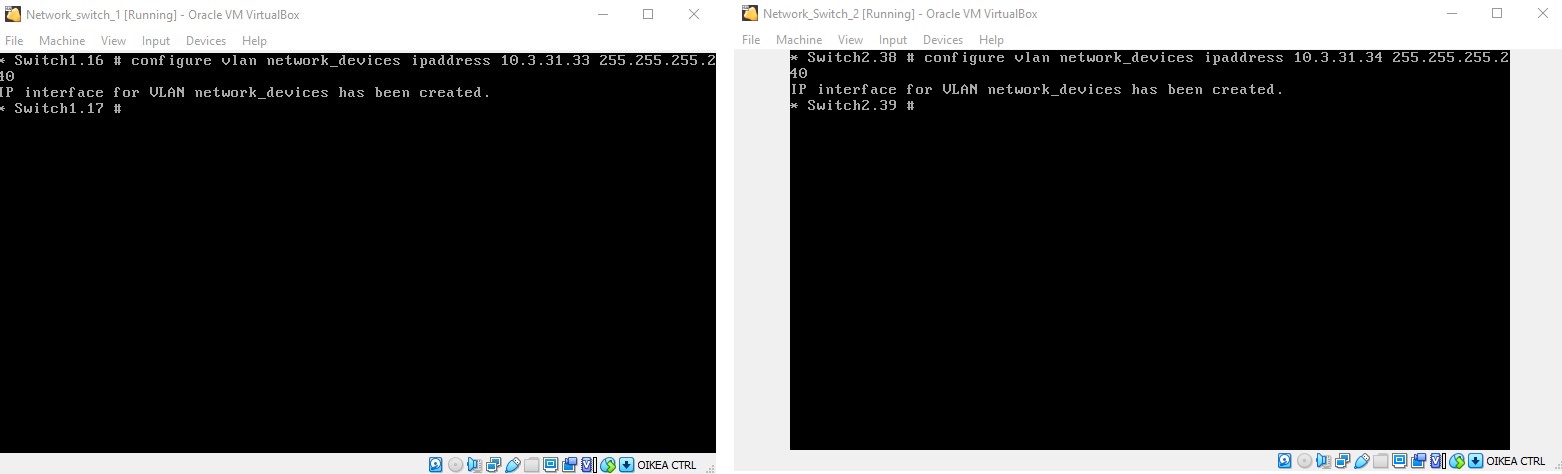 Network_switch_1 [Running] - Oracle VM VirtualBox
File Machine View Input Devices Help
* Switch1.16 # configure vlan network_devices ipaddress 10.3.31.33 255.255.255.2
40
IP interface for VLAN network_devices has been created.
* Switch1.17 #
OIKEA CTRL
Network_Switch_2 [Running] - Oracle VM VirtualBox
File Machine View Input Devices Help
* Switch2.38 # configure vlan network_devices ipaddress 10.3.31.34 255.255.255.2
40
IP interface for VLAN network_devices has been created.
* Switch2.39 #
OIKEA CTRL